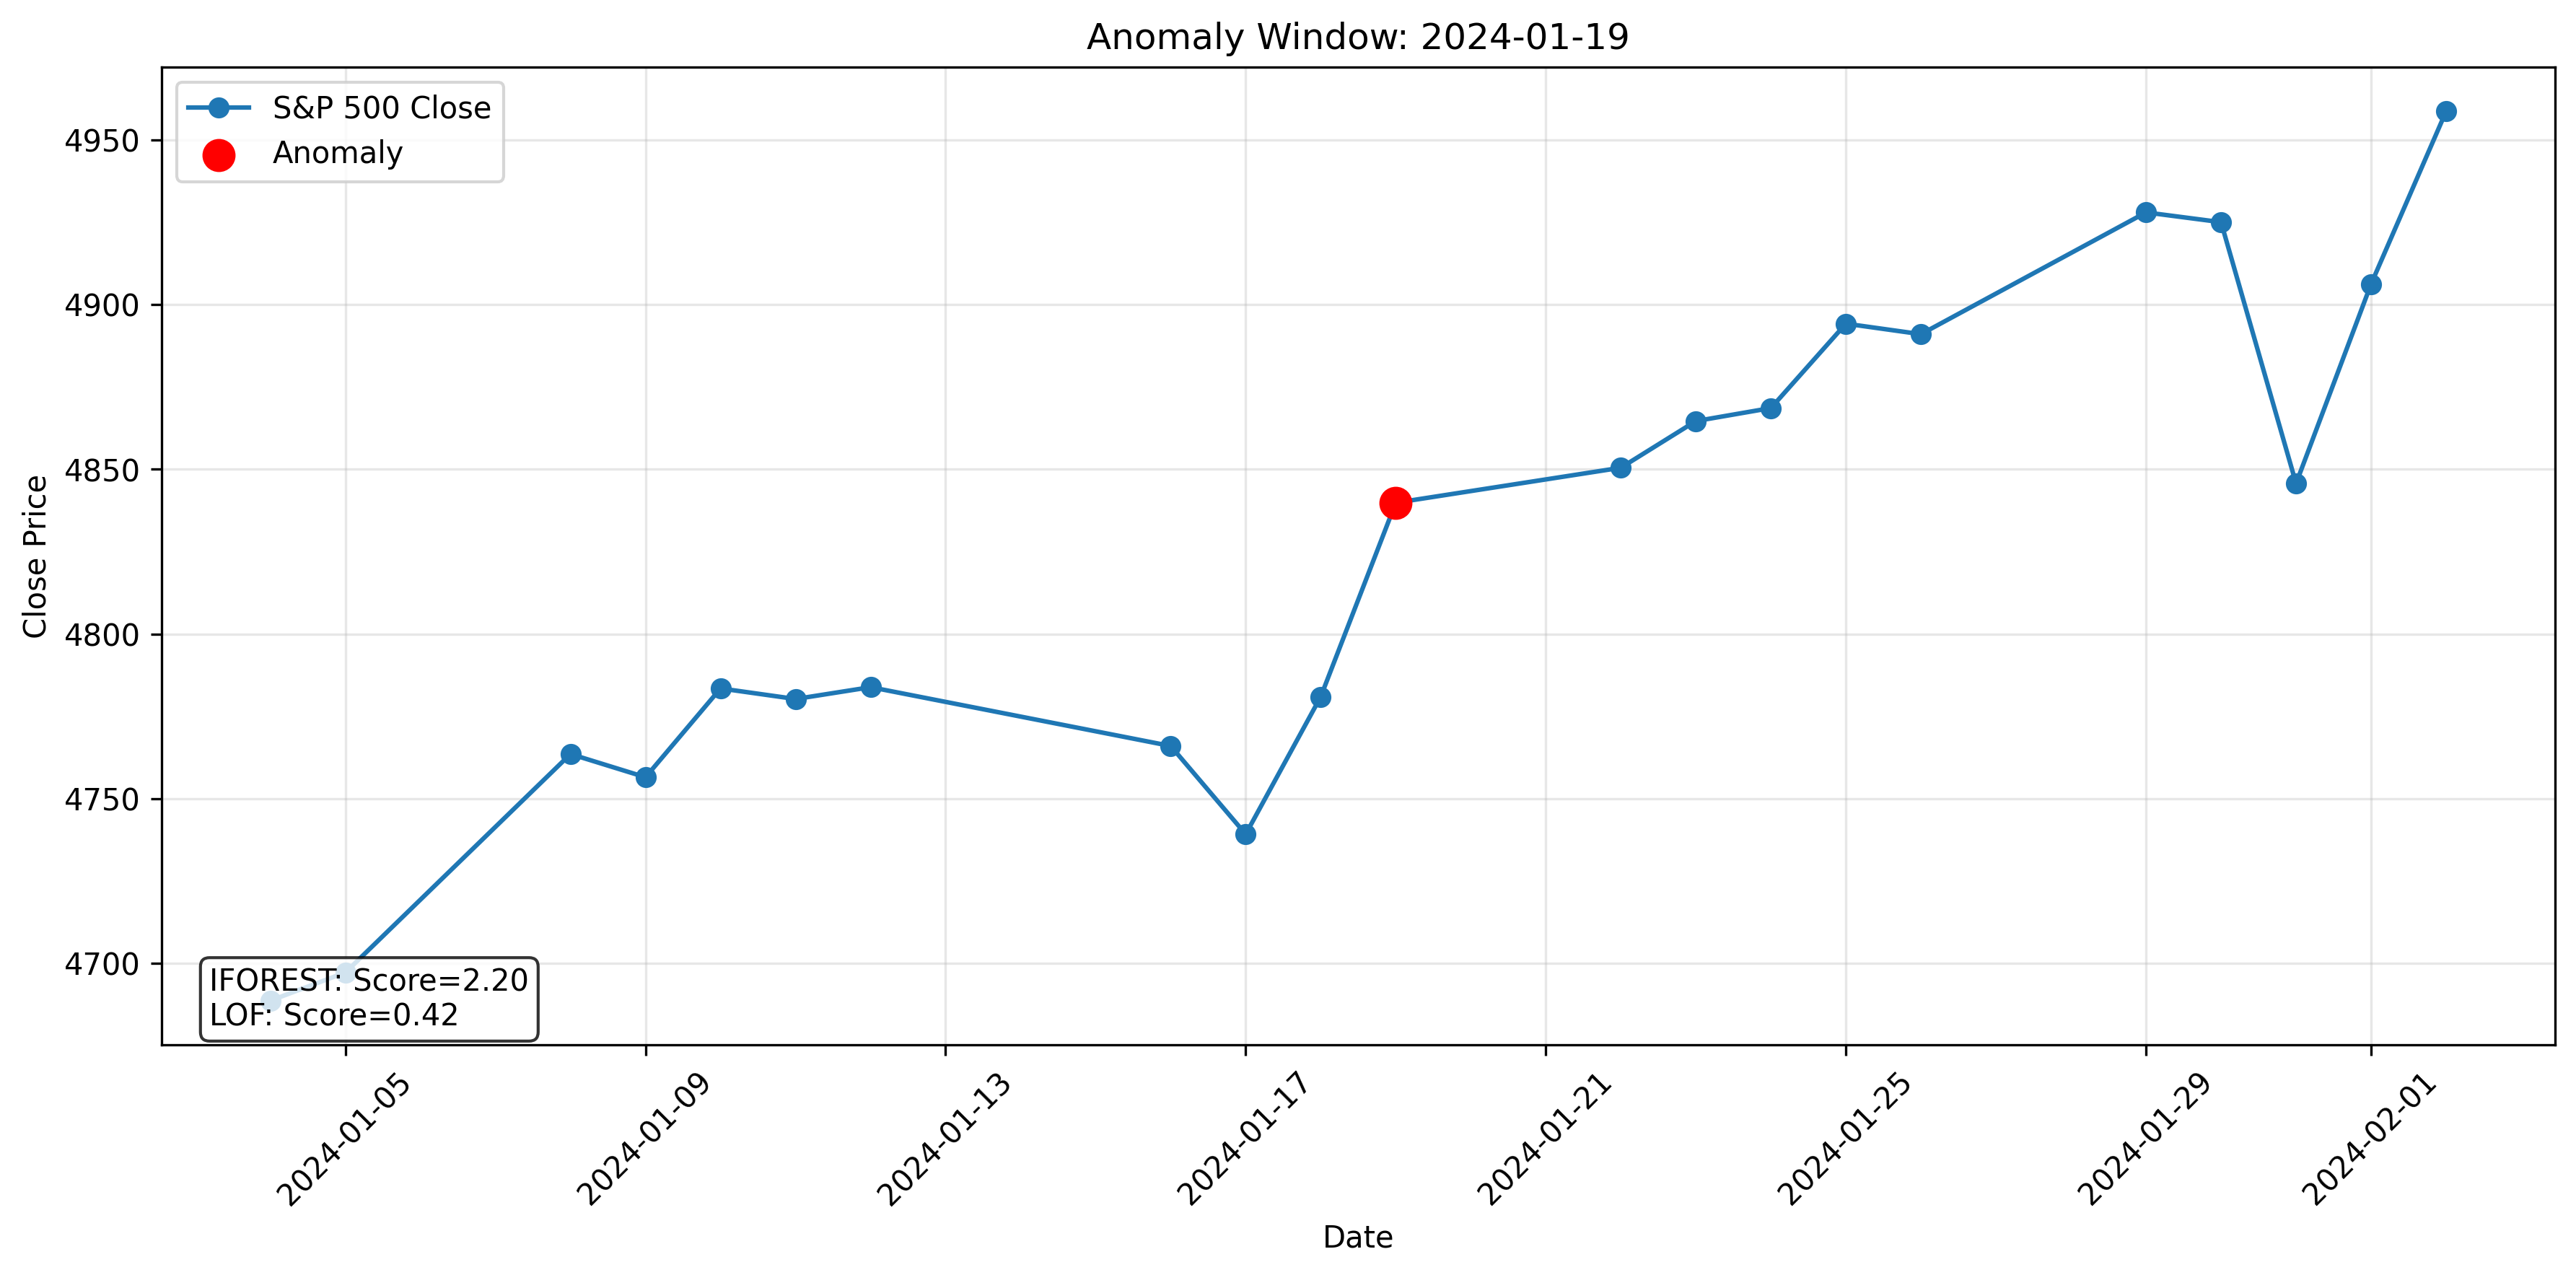 Anomaly Window: 2024-01-19
S&P 500 Close
Anomaly
Close Price
4950
4900
4850
4800
4750
4700
IFOREST: Score=2.20
LOF: Score=0.42
2024-01-05
2024-01-09
2024-01-13
2024-01-17
2024-01-21
2024-01-25
2024-01-29
2024-02-01
Date